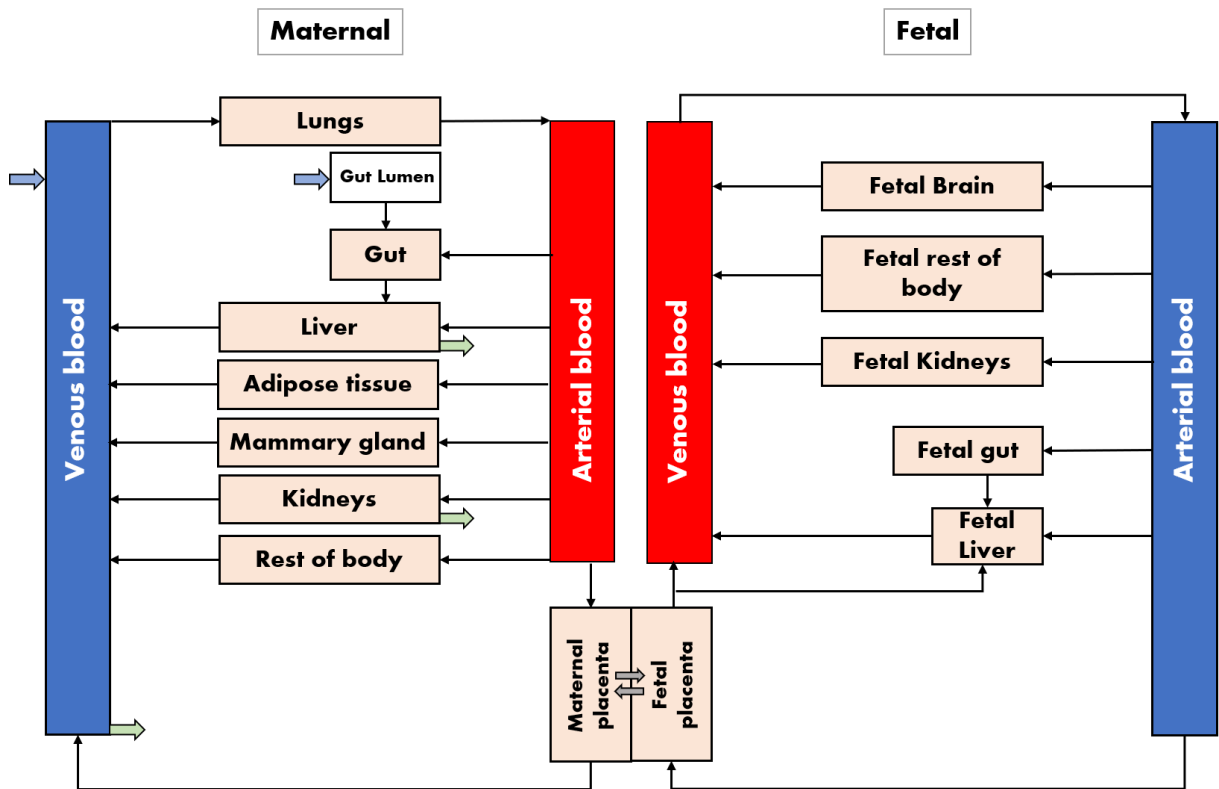 Maternal
Fetal
Lungs
Gut Lumen
Gut
Liver
Adipose tissue
Mammary gland
Kidneys
Rest of body
Venous blood
Arterial blood
Maternal
placenta
Fetal
placenta
Venous blood
Fetal Brain
Fetal rest of
body
Fetal Kidneys
Fetal gut
Fetal
Liver
Arterial blood